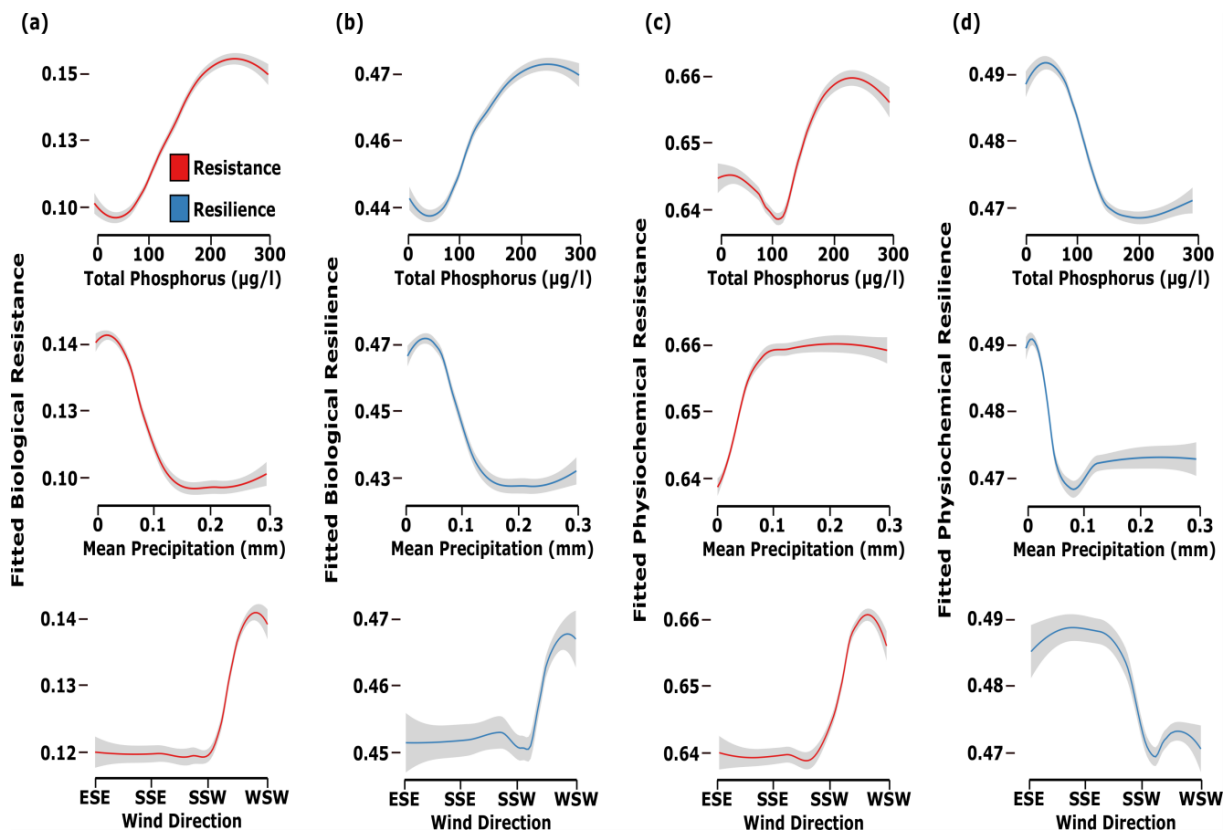 (a)
0.15
0.13
0.10
Resistance
Resilience
0 100 200 300
Total Phosphorus (µg/l)
0.14
0.13
0.10
0 0.1 0.2 0.3
Mean Precipitation (mm)
0.14
0.13
0.12
ESE SSE SSW WSW
Wind Direction
Fitted Biological Resistance
(b)
0.47
0.46
0.44
0 100 200 300
Total Phosphorus (µg/l)
0.47
0.45
0.43
0 0.1 0.2 0.3
Mean Precipitation (mm)
0.47
0.46
0.45
ESE SSE SSW WSW
Wind Direction
Fitted Biological Resilience
(c)
0.66
0.65
0.64
0 100 200 300
Total Phosphorus (µg/l)
0.66
0.65
0.64
0 0.1 0.2 0.3
Mean Precipitation (mm)
0.66
0.65
0.64
ESE SSE SSW WSW
Wind Direction
Fitted Physiochemical Resistance
(d)
0.49
0.48
0.47
0 100 200 300
Total Phosphorus (µg/l)
0.49
0.48
0.47
0 0.1 0.2 0.3
Mean Precipitation (mm)
0.49
0.48
0.47
ESE SSE SSW WSW
Wind Direction
Fitted Physiochemical Resilience